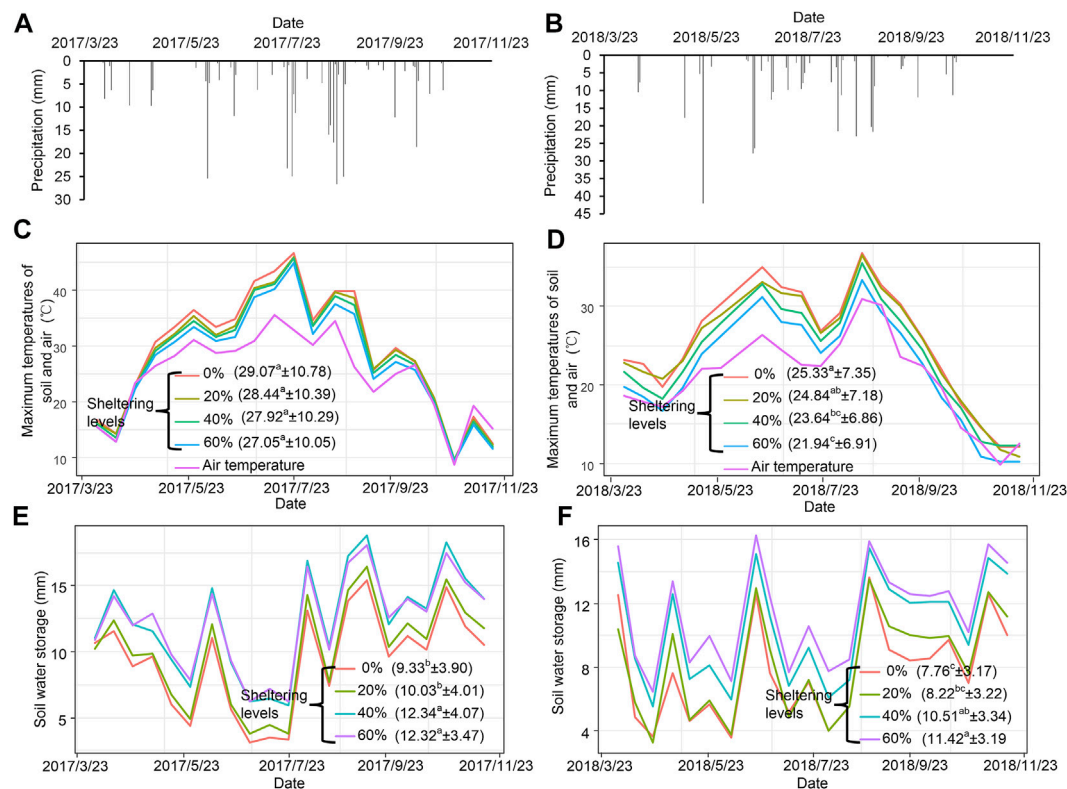 A
Date
2017/3/23 2017/5/23 2017/7/23 2017/9/23 2017/11/23
Precipitation (mm)
0
5
10
15
20
25
30
B
Date
2018/3/23 2018/5/23 2018/7/23 2018/9/23 2018/11/23
Precipitation (mm)
0
5
10
15
20
25
30
35
40
45
C
Maximum temperatures of
soil and air (℃)
40
30
20
10
Sheltering
levels
0% (29.07ᵃ±10.78)
20% (28.44ᵃ±10.39)
40% (27.92ᵃ±10.29)
60% (27.05ᵃ±10.05)
Air temperature
2017/3/23 2017/5/23 2017/7/23 2017/9/23 2017/11/23
Date
D
Maximum temperatures of soil
and air (℃)
30
20
10
Sheltering
levels
0% (25.33ᵃ±7.35)
20% (24.84ᵃᵇ±7.18)
40% (23.64ᵇᶜ±6.86)
60% (21.94ᶜ±6.91)
Air temperature
2018/3/23 2018/5/23 2018/7/23 2018/9/23 2018/11/23
Date
E
Soil water storage (mm)
15
10
5
Sheltering
levels
0% (9.33ᵇ±3.90)
20% (10.03ᵇ±4.01)
40% (12.34ᵃ±4.07)
60% (12.32ᵃ±3.47)
2017/3/23 2017/5/23 2017/7/23 2017/9/23 2017/11/23
Date
F
Soil water storage (mm)
16
12
8
4
Sheltering
levels
0% (7.76ᶜ±3.17)
20% (8.22ᵇᶜ±3.22)
40% (10.51ᵃᵇ±3.34)
60% (11.42ᵃ±3.19
2018/3/23 2018/5/23 2018/7/23 2018/9/23 2018/11/23
Date